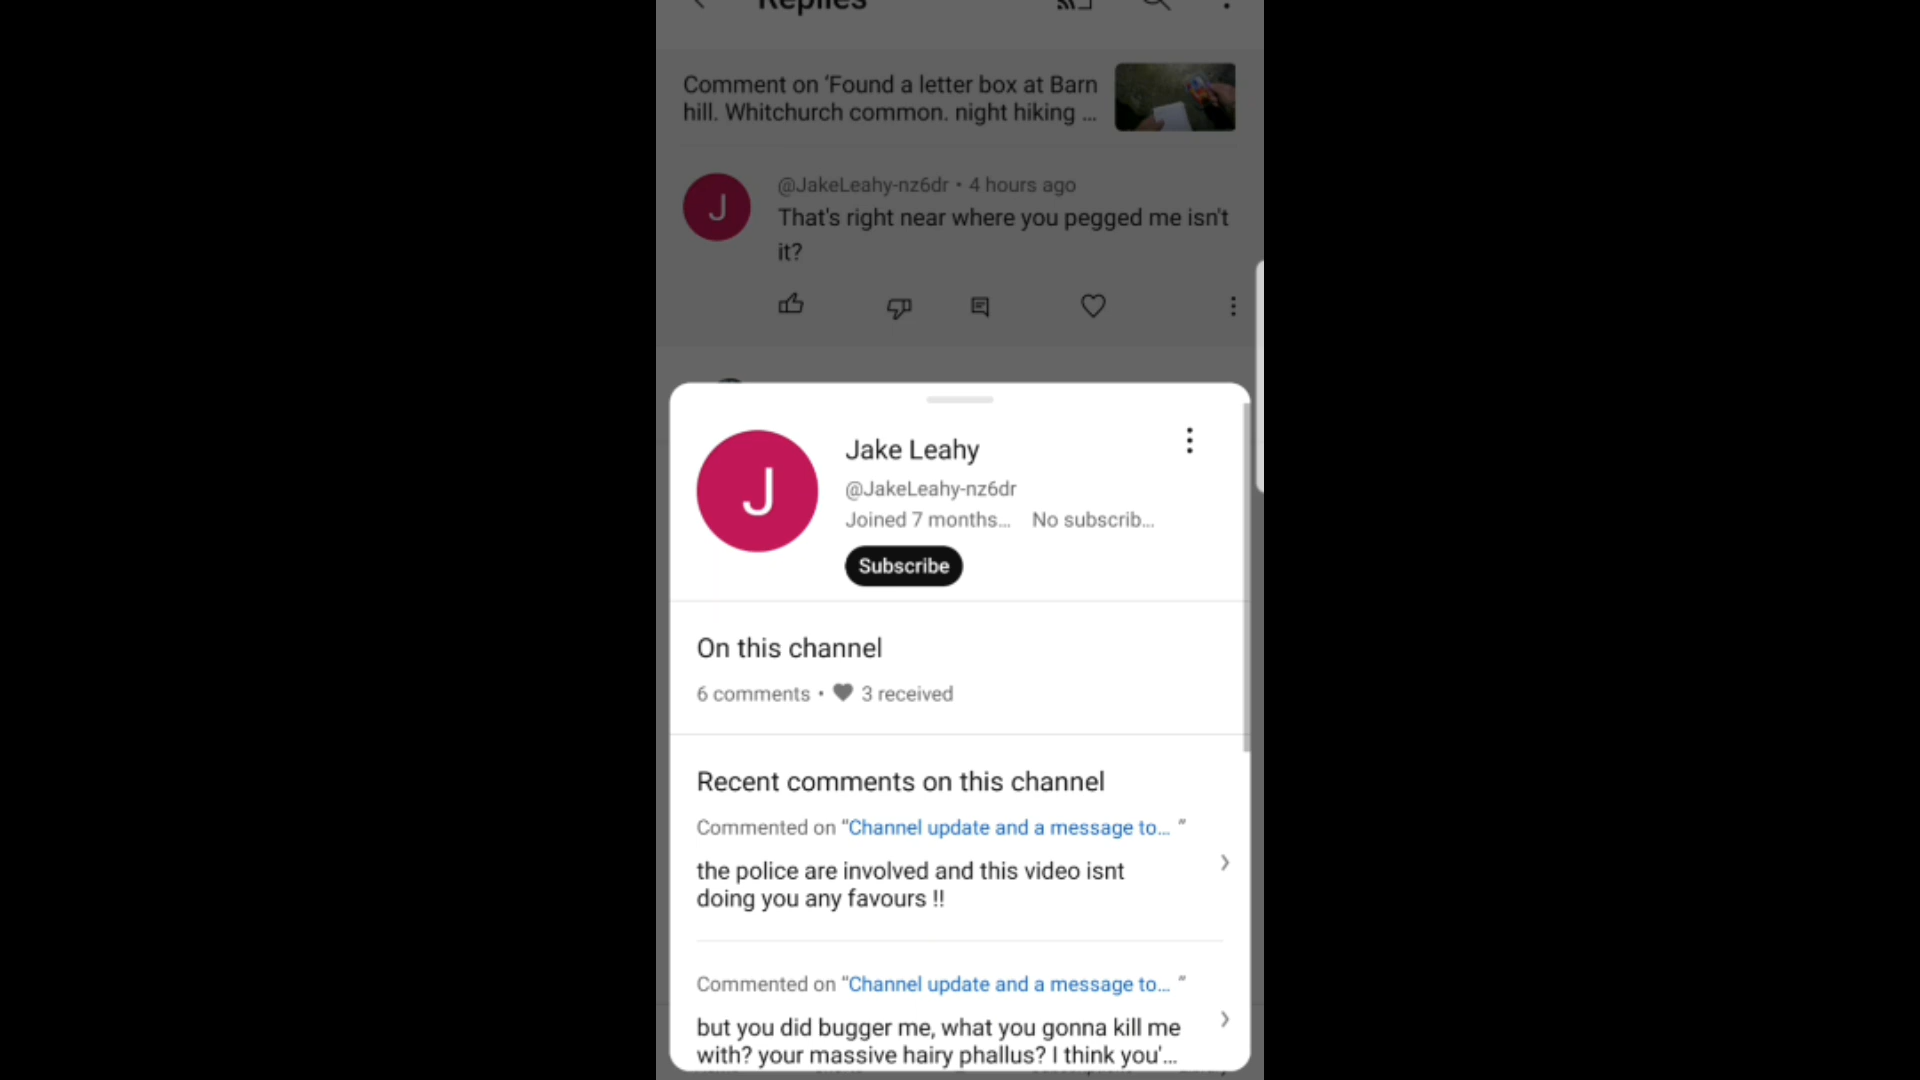 Replies
Comment on 'Found a letter box at Barn
hill. Whitchurch common. night hiking ...
J
@JakeLeahy-nz6dr • 4 hours ago
That's right near where you pegged me isn't
it?
J
Jake Leahy
@JakeLeahy-nz6dr
Joined 7 months... No subscrib...
Subscribe
On this channel
6 comments • 3 received
Recent comments on this channel
Commented on "Channel update and a message to... "
the police are involved and this video isnt
doing you any favours !!
Commented on "Channel update and a message to... "
but you did bugger me, what you gonna kill me
with? your massive hairy phallus? I think you'...